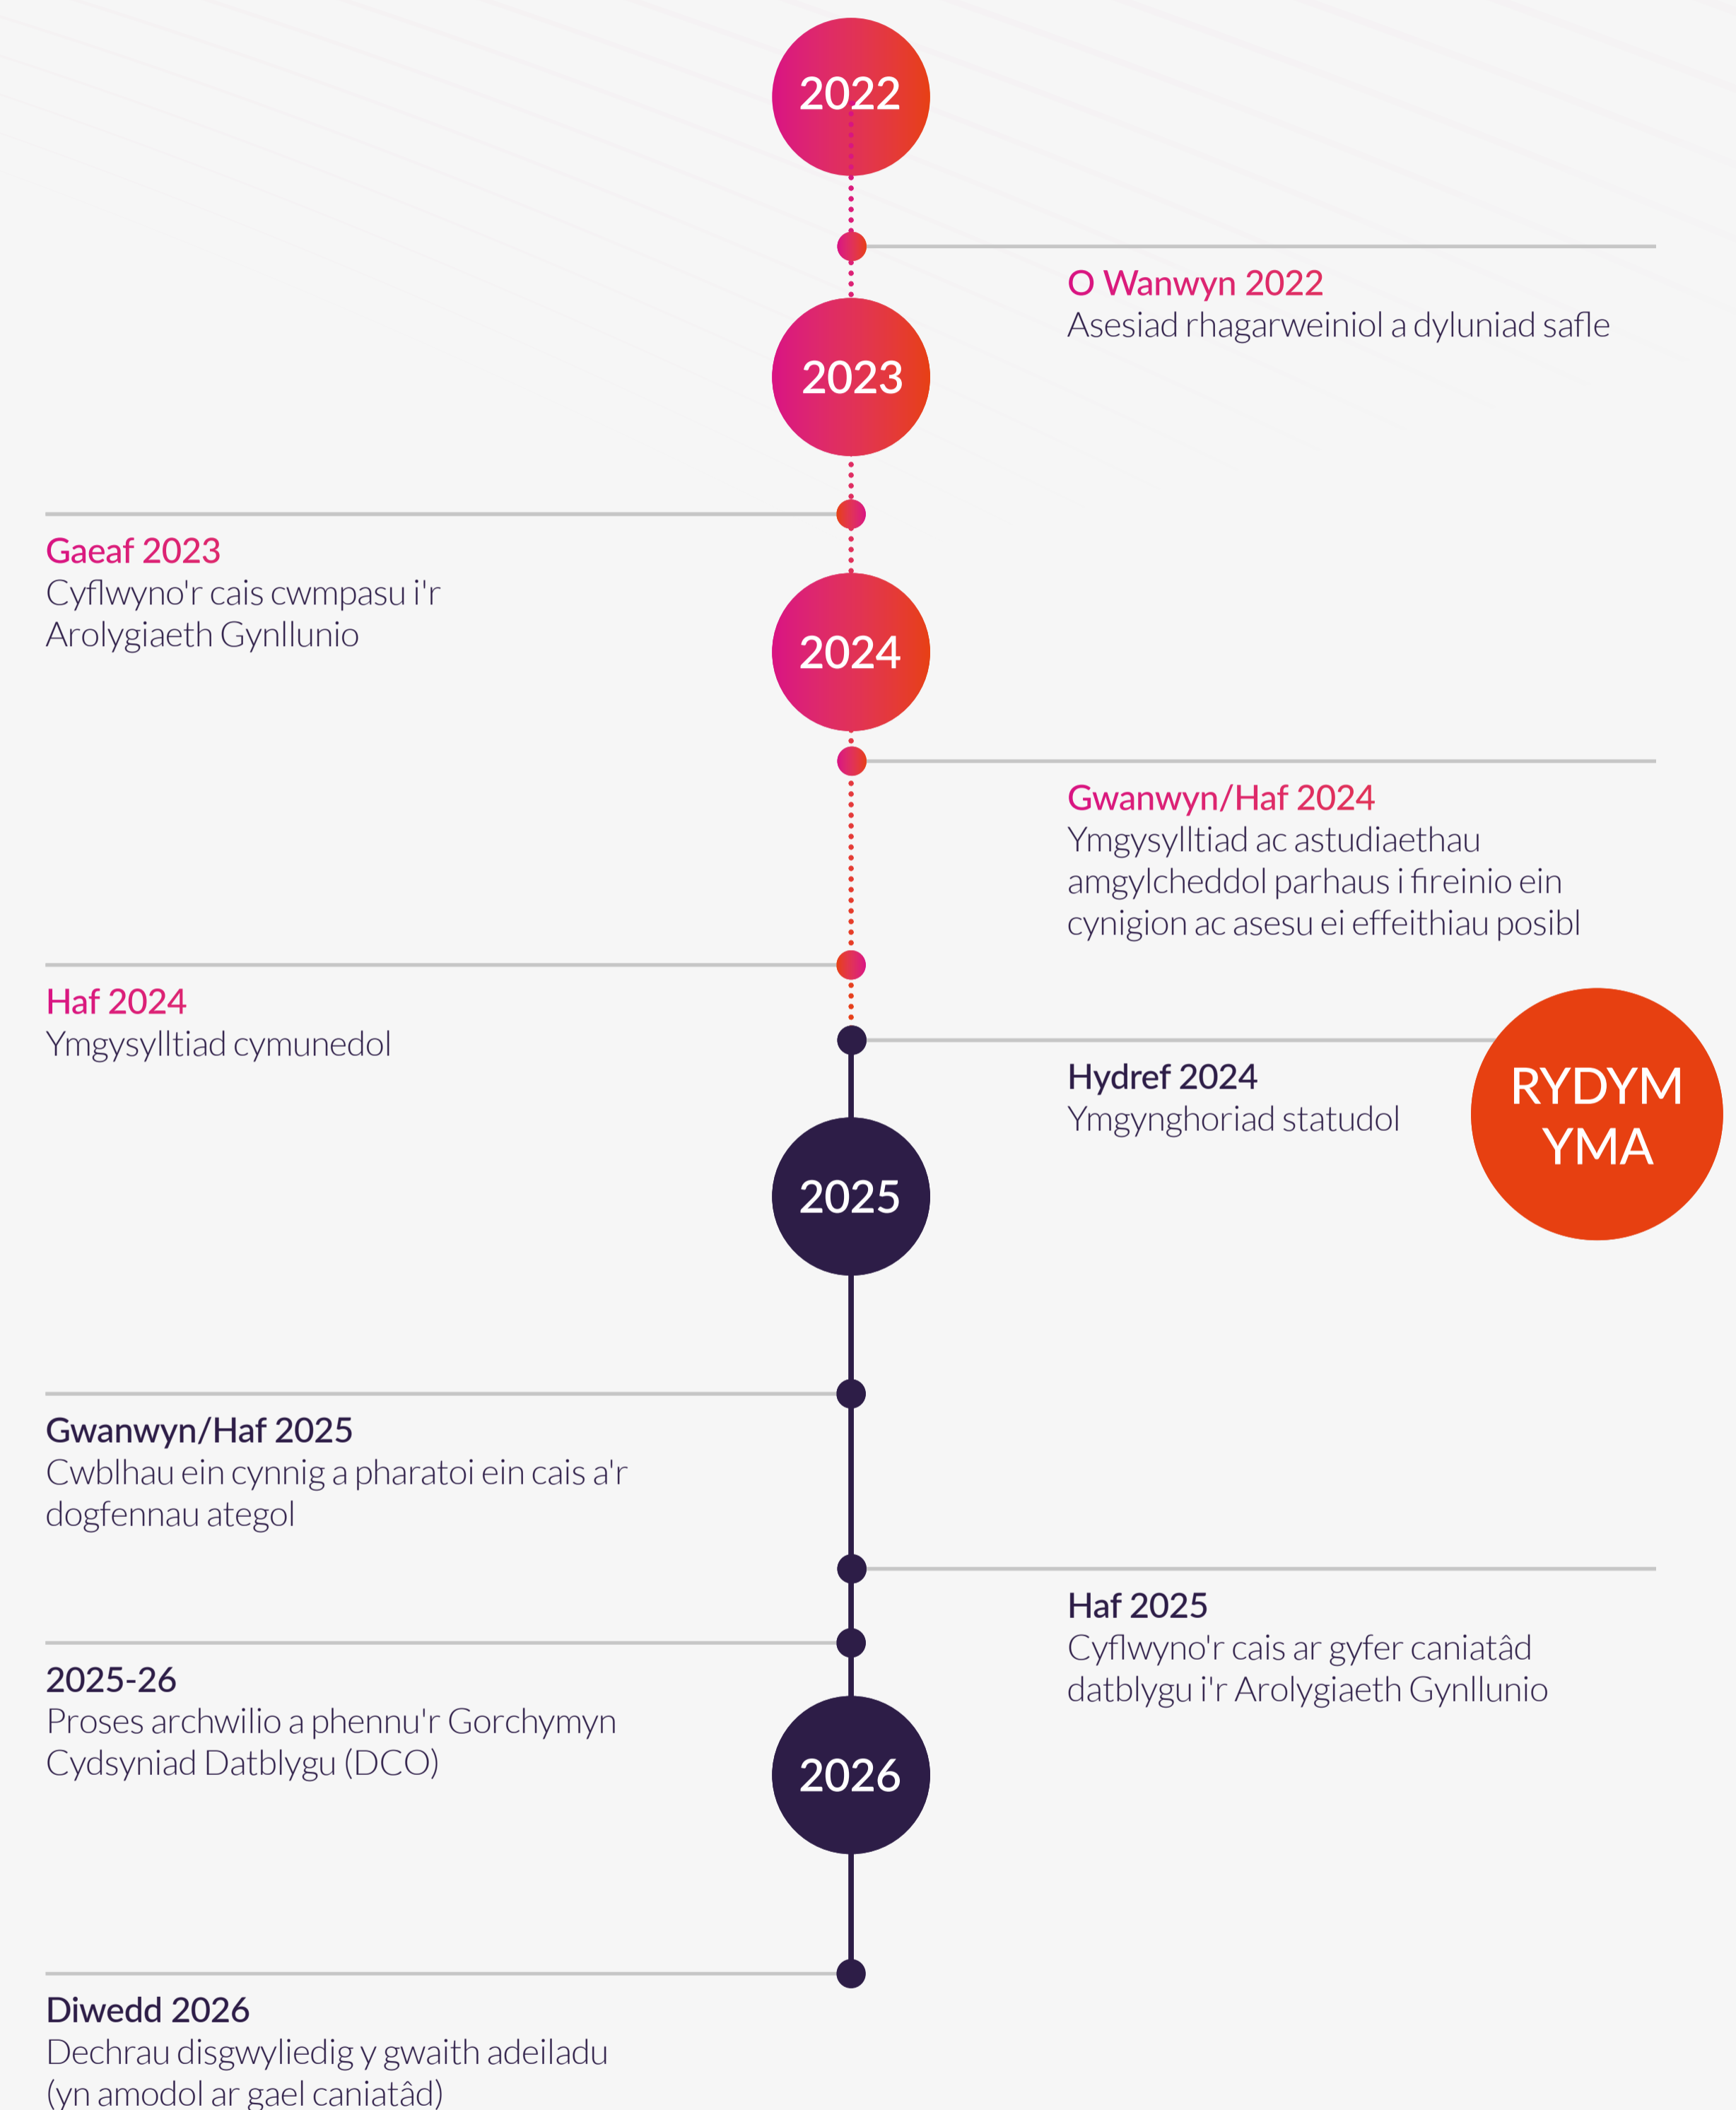 2022
O Wanwyn 2022
Asesiad rhagarweiniol a dyluniad safle
2023
Gaeaf 2023
Cyflwyno'r cais cwmpasu i'r
Arolygiaeth Gynllunio
2024
Gwanwyn/Haf 2024
Ymgysylltiad ac astudiaethau
amgylcheddol parhaus i fireinio ein
cynigion ac asesu ei effeithiau posibl
Haf 2024
Ymgysylltiad cymunedol
Hydref 2024
Ymgynghoriad statudol
RYDYM
YMA
2025
Gwanwyn/Haf 2025
Cwblhau ein cynnig a pharatoi ein cais a'r
dogfennau ategol
Haf 2025
Cyflwyno'r cais ar gyfer caniatâd
datblygu i'r Arolygiaeth Gynllunio
2025-26
Proses archwilio a phennu'r Gorchymyn
Cydsyniad Datblygu (DCO)
2026
Diwedd 2026
Dechrau disgwyliedig y gwaith adeiladu
(yn amodol ar gael caniatâd)